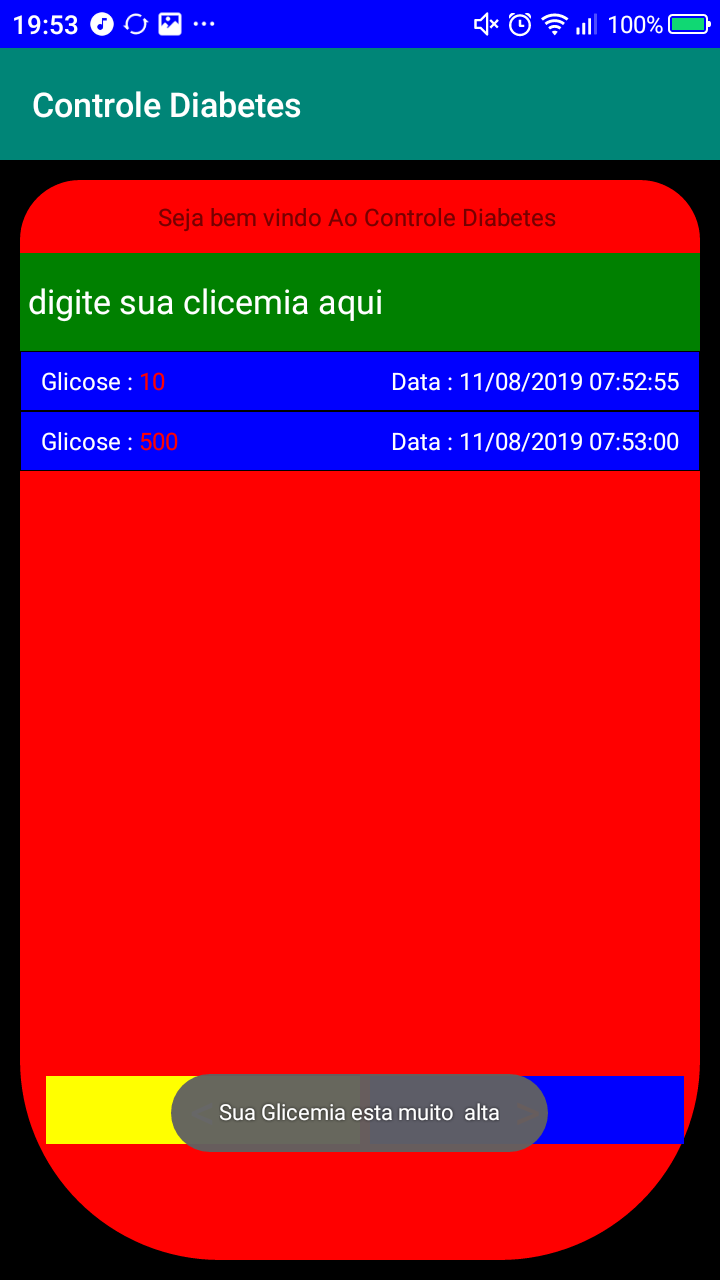 19:53 100%
Controle Diabetes
Seja bem vindo Ao Controle Diabetes
digite sua clicemia aqui
Glicose : 10 Data : 11/08/2019 07:52:55
Glicose : 500 Data : 11/08/2019 07:53:00
Sua Glicemia esta muito  alta